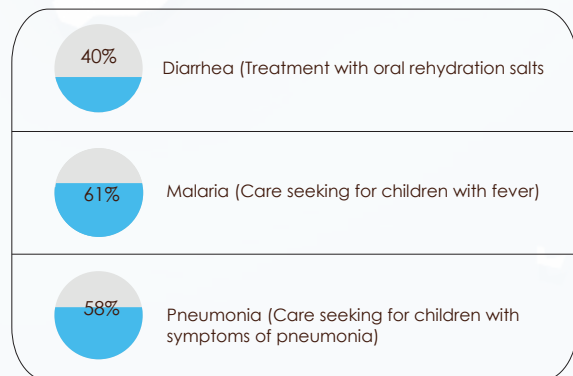 40%
Diarrhea (Treatment with oral rehydration salts
61%
Malaria (Care seeking for children with fever)
58%
Pneumonia (Care seeking for children with
symptoms of pneumonia)